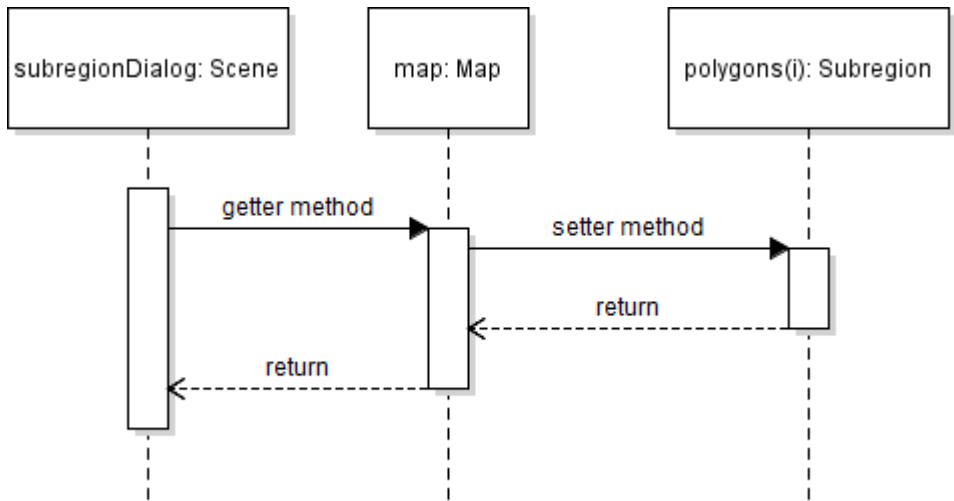 subregionDialog: Scene
map: Map
polygons(i): Subregion
getter method
setter method
return
return